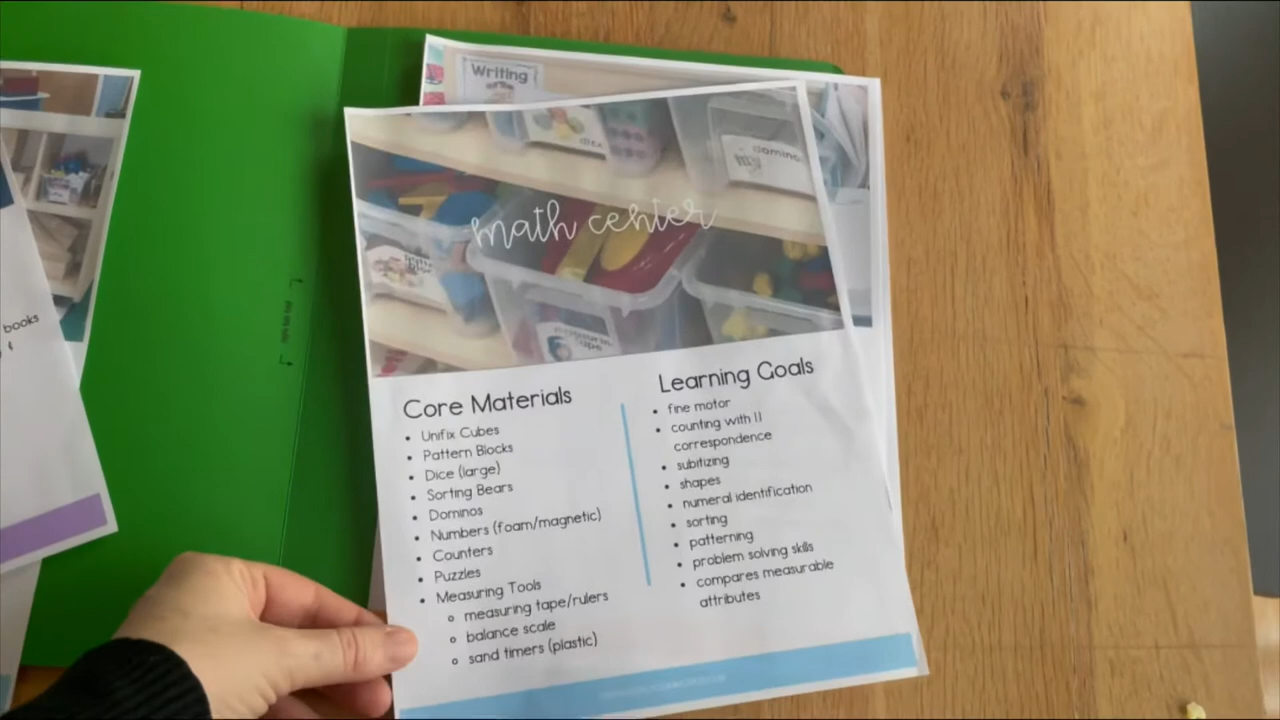 Writing
dice
domino
math center
books
Core Materials
• Unifix Cubes
• Pattern Blocks
• Dice (large)
• Sorting Bears
• Dominos
• Numbers (foam/magnetic)
• Counters
• Puzzles
• Measuring Tools
o measuring tape/rulers
o balance scale
o sand timers (plastic)
Learning Goals
• fine motor
• counting with 1:1
correspondence
• subitizing
• shapes
• numeral identification
• sorting
• patterning
• problem solving skills
• compares measurable
attributes